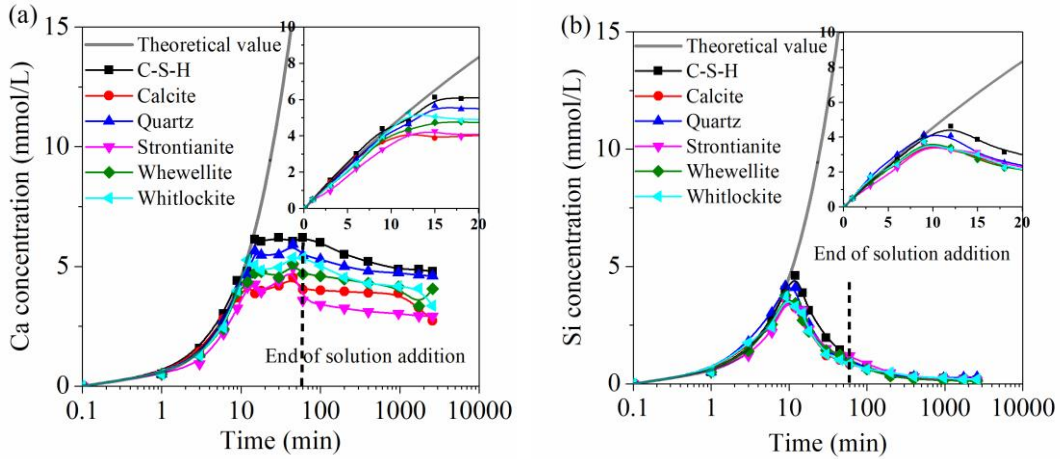 (a)
Ca concentration (mmol/L)
15
10
5
0
Theoretical value
C-S-H
Calcite
Quartz
Strontianite
Whewellite
Whitlockite
10
8
6
4
2
0
0 5 10 15 20
End of solution addition
0.1 1 10 100 1000 10000
Time (min)
(b)
Si concentration (mmol/L)
15
10
5
0
Theoretical value
C-S-H
Calcite
Quartz
Strontianite
Whewellite
Whitlockite
10
8
6
4
2
0
0 5 10 15 20
End of solution addition
0.1 1 10 100 1000 10000
Time (min)